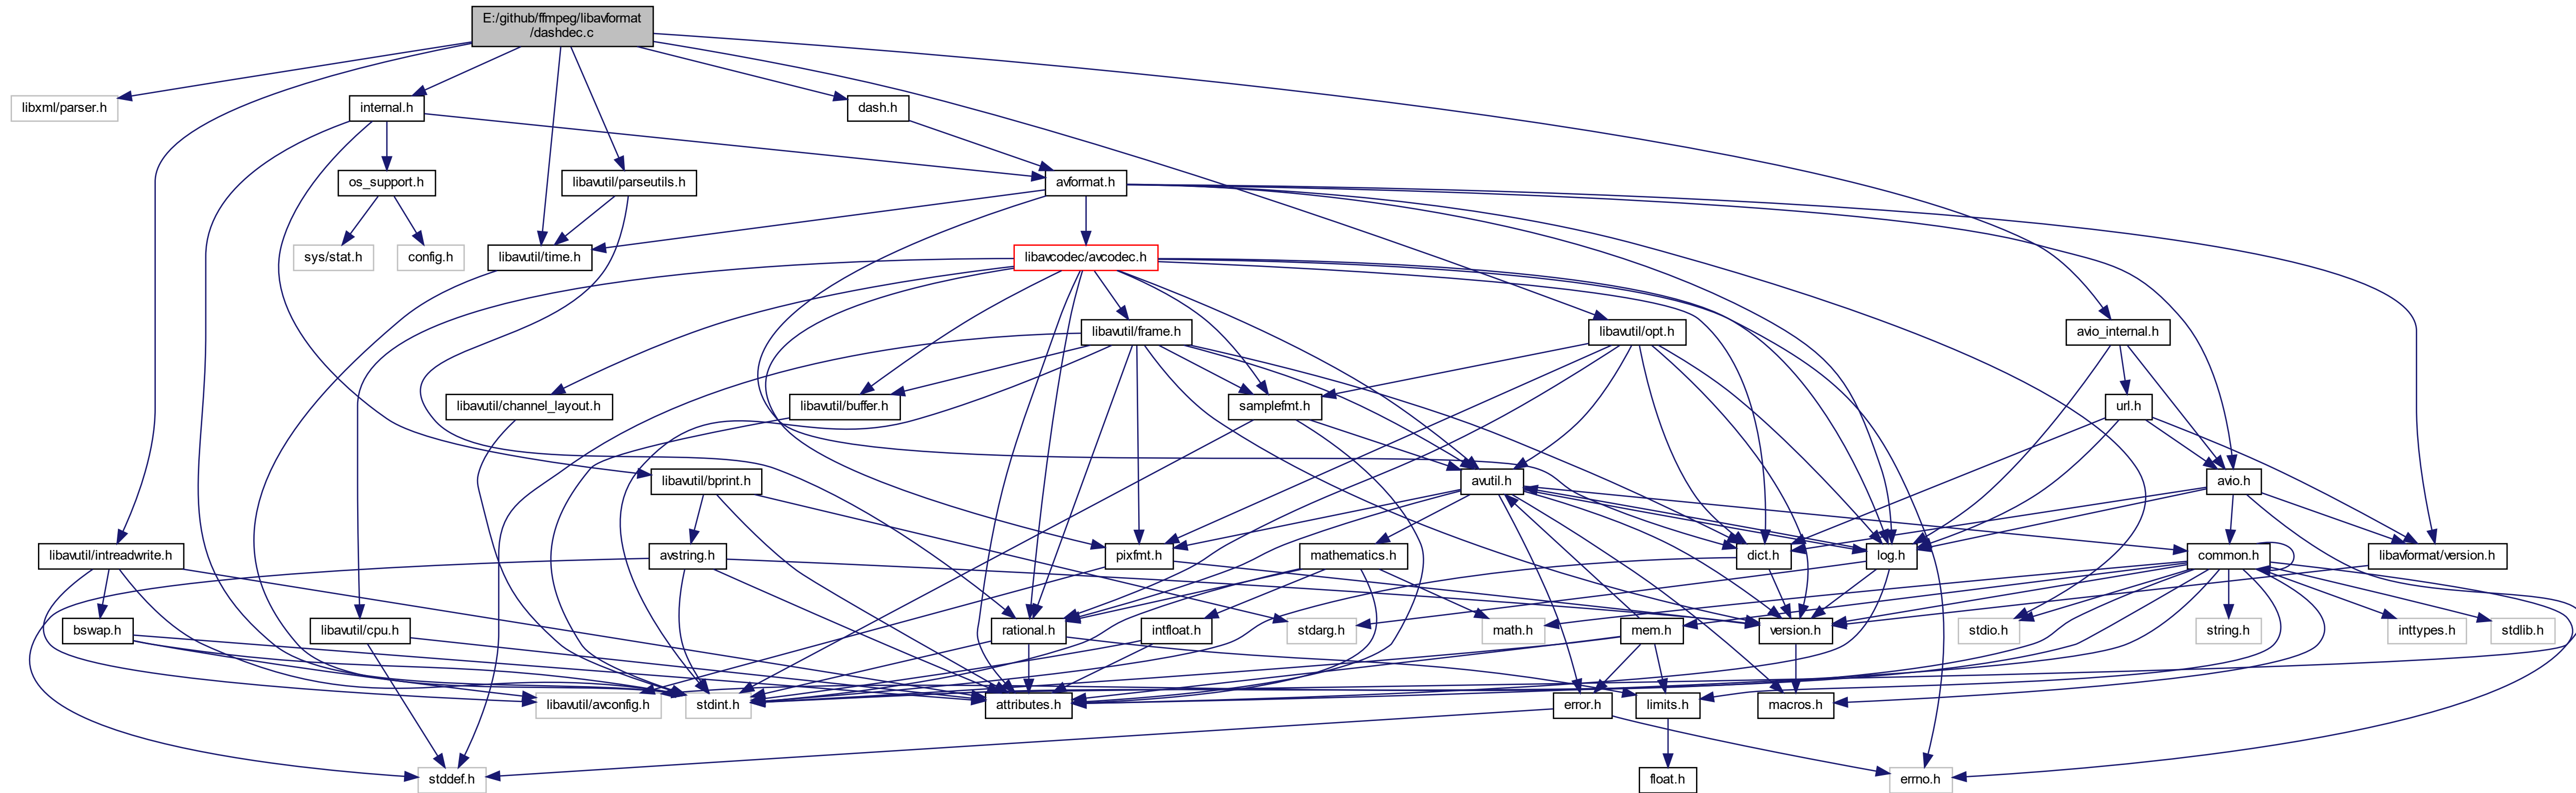 E:/github/ffmpeg/libavformat
/dashdec.c
libxml/parser.h
internal.h
dash.h
os_support.h
libavutil/parseutils.h
avformat.h
sys/stat.h
config.h
libavutil/time.h
libavcodec/avcodec.h
libavutil/frame.h
libavutil/opt.h
avio_internal.h
libavutil/channel_layout.h
libavutil/buffer.h
samplefmt.h
url.h
libavutil/bprint.h
avutil.h
avio.h
libavutil/intreadwrite.h
avstring.h
pixfmt.h
mathematics.h
dict.h
log.h
common.h
libavformat/version.h
bswap.h
libavutil/cpu.h
rational.h
intfloat.h
stdarg.h
math.h
mem.h
version.h
stdio.h
string.h
inttypes.h
stdlib.h
libavutil/avconfig.h
stdint.h
attributes.h
error.h
limits.h
macros.h
stddef.h
float.h
errno.h